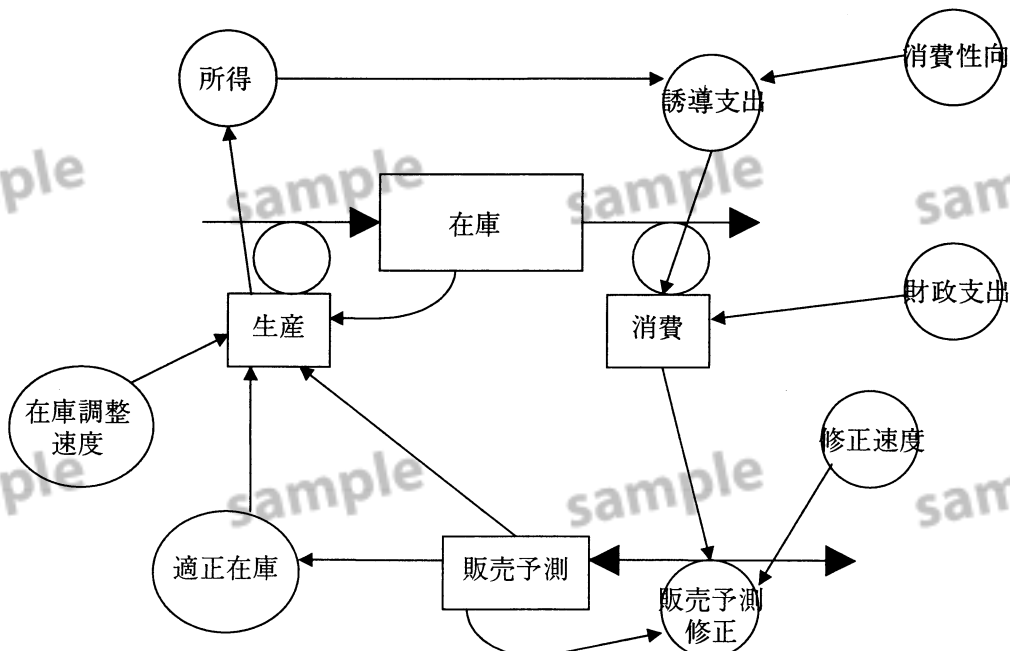 所得
誘導支出
消費性向
在庫
生産
消費
財政支出
在庫調整
速度
修正速度
適正在庫
販売予測
販売予測
修正
sample
sample
sample
sample
sample
sample
sample
sample